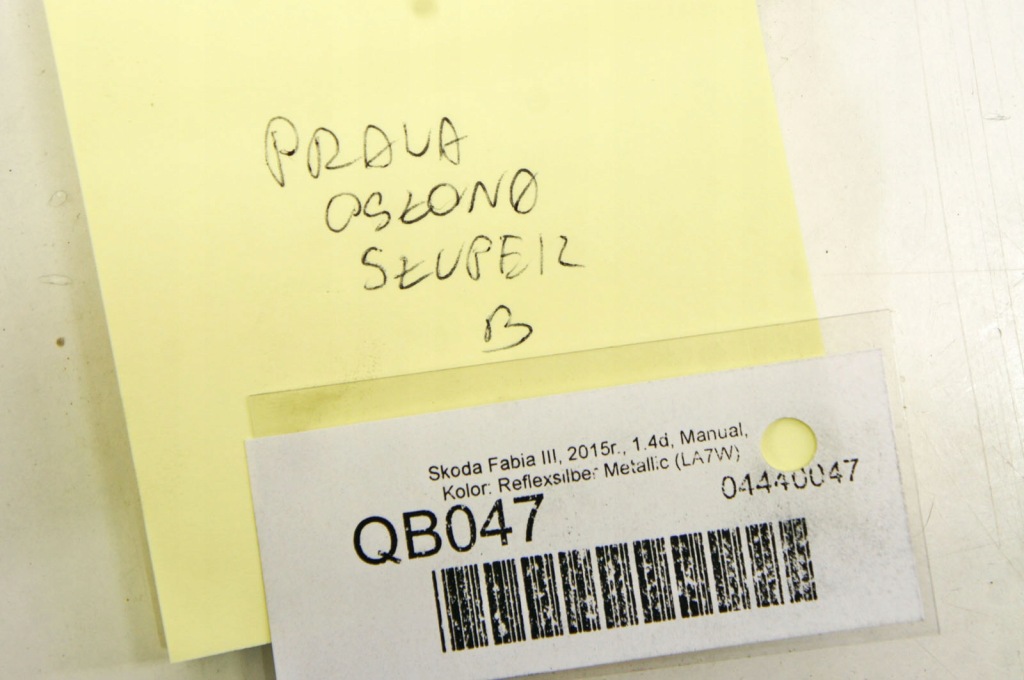 PRAWA
OSŁONA
SŁUPEK
B
Skoda Fabia III, 2015r., 1.4d, Manual,
Kolor: Reflexsilber Metallic (LA7W)
04440047
QB047